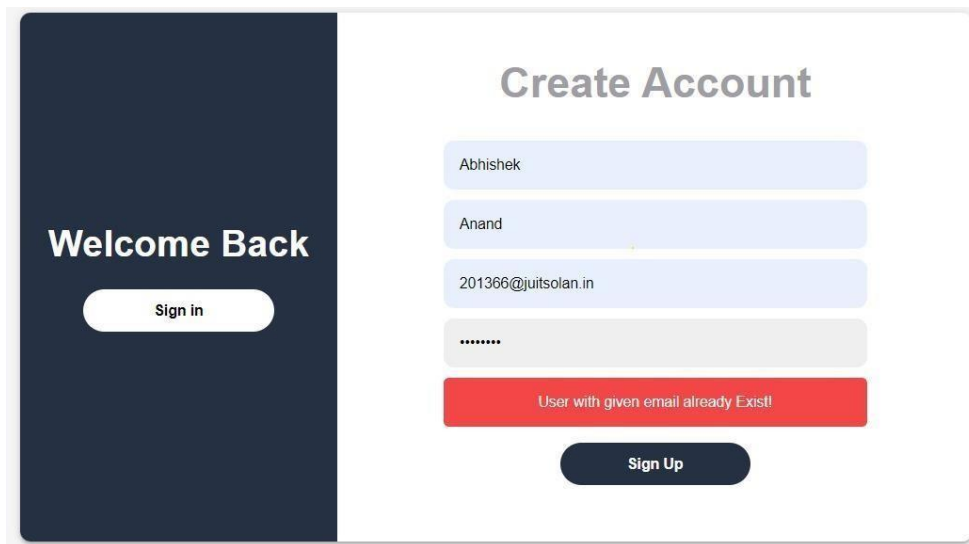 Welcome Back
Sign in
Create Account
Abhishek
Anand
201366@juitsolan.in
••••••••
User with given email already Exist!
Sign Up